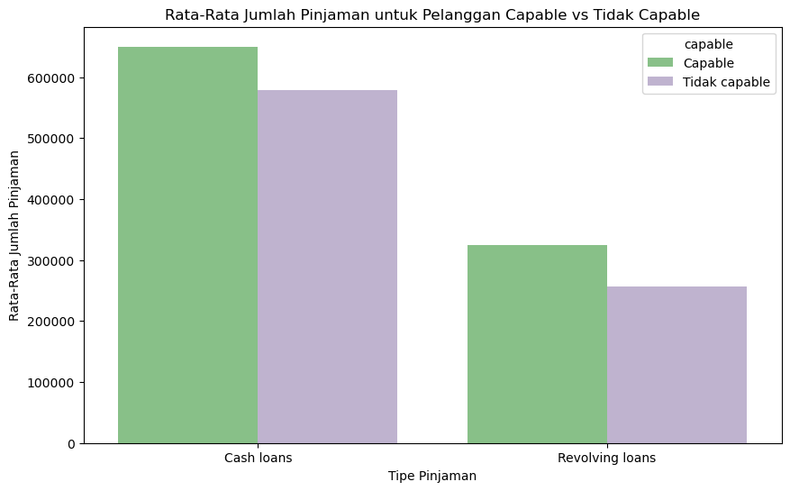 Rata-Rata Jumlah Pinjaman untuk Pelanggan Capable vs Tidak Capable
capable
Capable
Tidak capable
Rata-Rata Jumlah Pinjaman
600000
500000
400000
300000
200000
100000
0
Cash loans
Revolving loans
Tipe Pinjaman